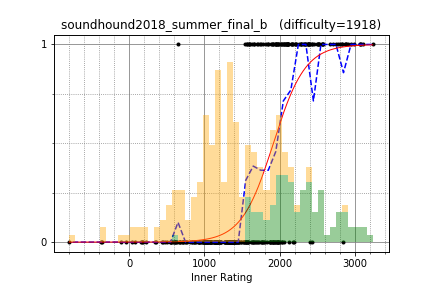 soundhound2018_summer_final_b (difficulty=1918)
1
0
0 1000 2000 3000
Inner Rating